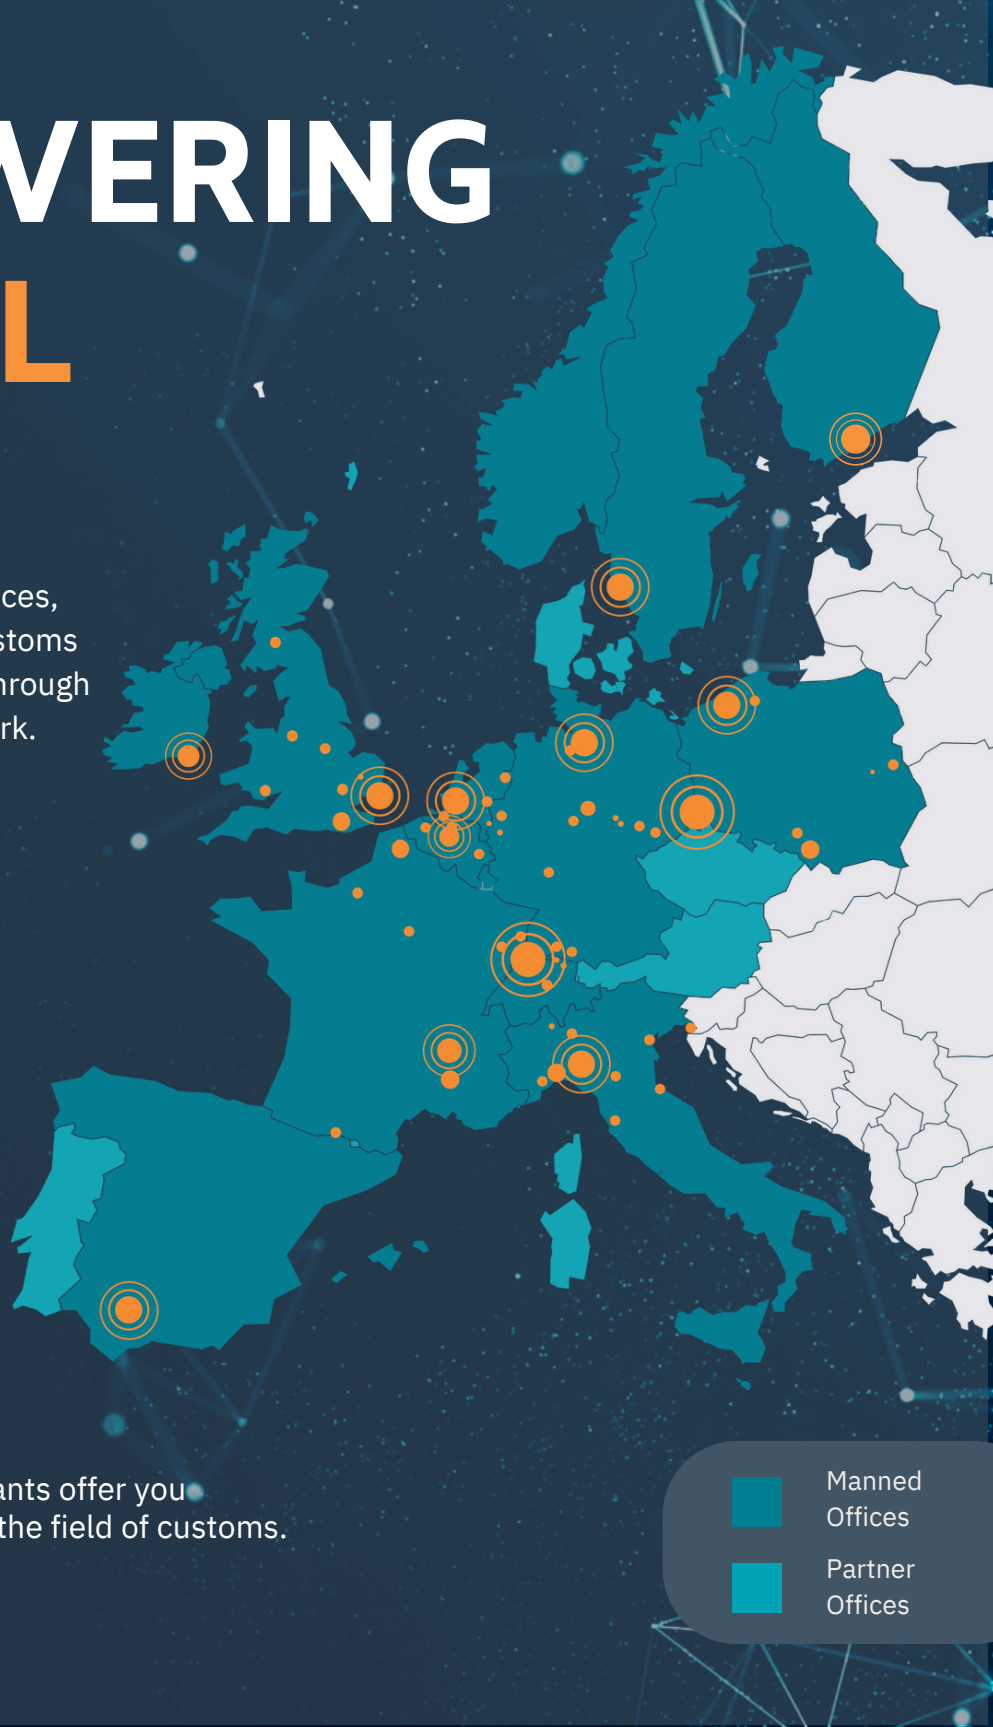 VERING
L
ces,
stoms
hrough
rk.
ants offer you
the field of customs.
Manned
Offices
Partner
Offices